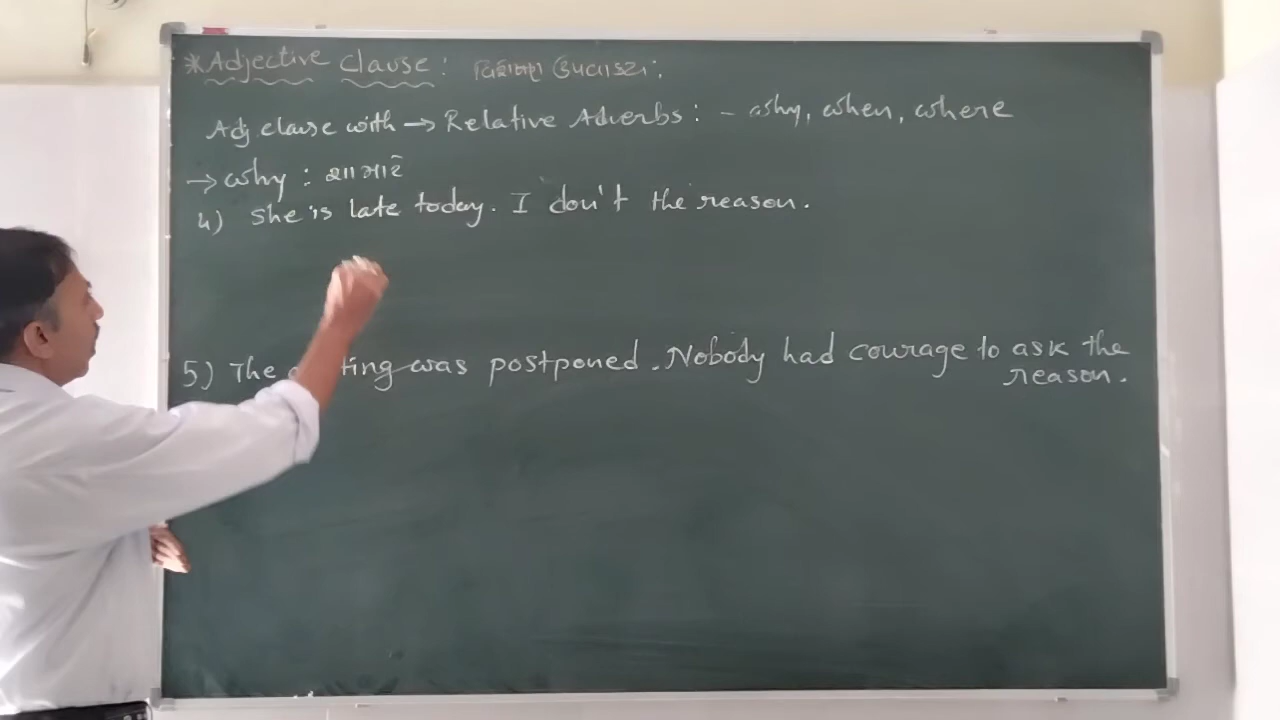 *Adjective clause : વિશેષણ ઉપવાક્ય :
Adj. clause with → Relative Adverbs : - why, when, where
→ why : શામાટે
4) She is late today. I don't the reason.
5) The ting was postponed. Nobody had courage to ask the
reason.